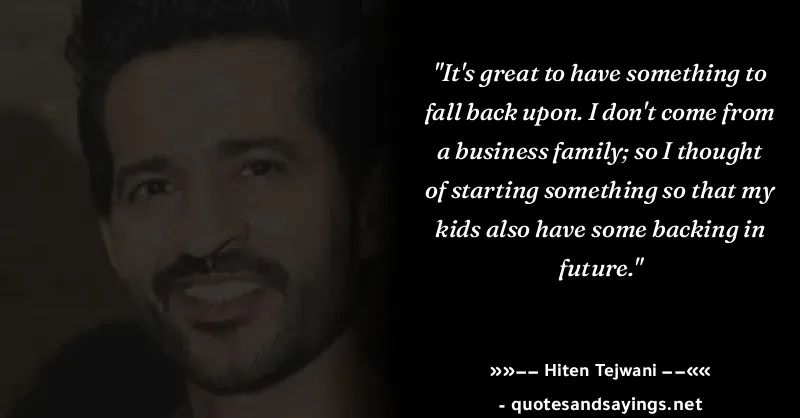 "It's great to have something to
fall back upon. I don't come from
a business family; so I thought
of starting something so that my
kids also have some backing in
future."
»»−− Hiten Tejwani −−««
- quotesandsayings.net